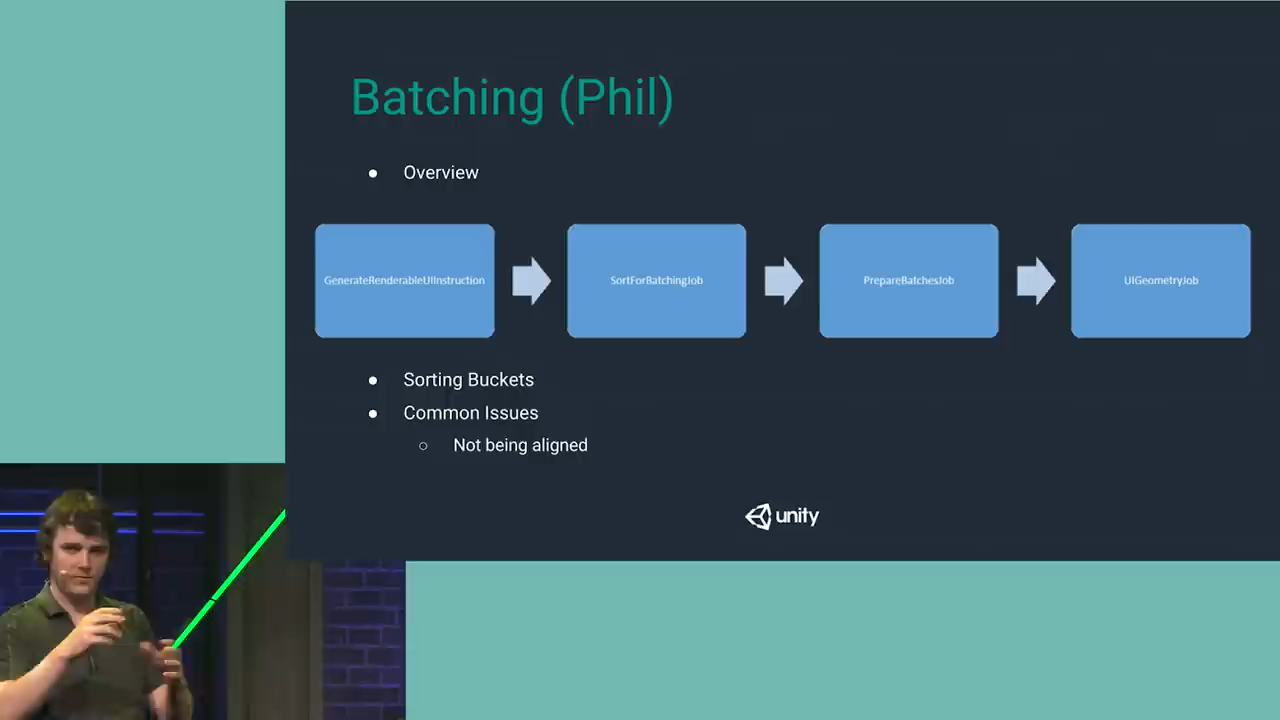 Batching (Phil)
Overview
GenerateRenderableUIInstruction
SortForBatchingJob
PrepareBatchesJob
UIGeometryJob
Sorting Buckets
Common Issues
Not being aligned
unity